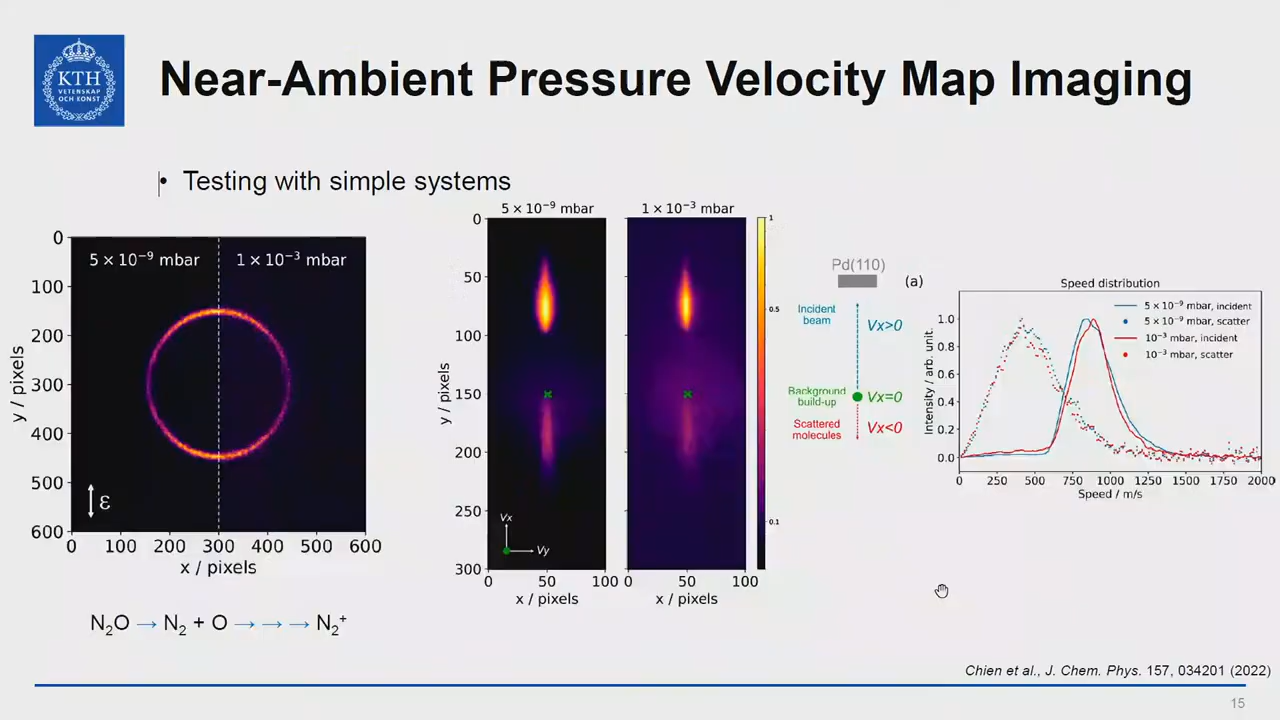 KTH
VETENSKAP
OCH KONST
Near-Ambient Pressure Velocity Map Imaging
• Testing with simple systems
5 × 10⁻⁹ mbar
1 × 10⁻³ mbar
0
100
200
300
400
500
600
y / pixels
ε
0 100 200 300 400 500 600
x / pixels
N₂O → N₂ + O → → → N₂⁺
5 × 10⁻⁹ mbar
1 × 10⁻³ mbar
0
50
100
150
200
250
300
y / pixels
Vx
Vy
0 50 100
x / pixels
0 50 100
x / pixels
1
0.5
0.1
Pd(110)
Incident
beam
Vx>0
Background
build-up
Vx=0
Scattered
molecules
Vx<0
(a)
Speed distribution
5 × 10⁻⁹ mbar, incident
5 × 10⁻⁹ mbar, scatter
10⁻³ mbar, incident
10⁻³ mbar, scatter
1.0
0.8
0.6
0.4
0.2
0.0
Intensity / arb. unit.
0 250 500 750 1000 1250 1500 1750 2000
Speed / m/s
Chien et al., J. Chem. Phys. 157, 034201 (2022)
15